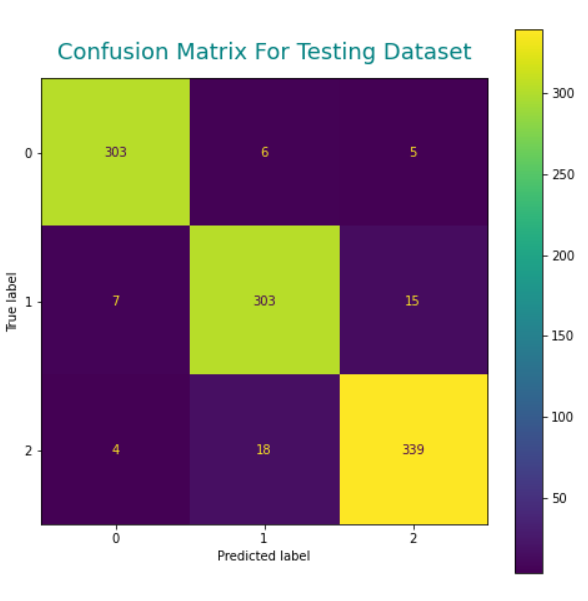 Confusion Matrix For Testing Dataset
0 303 6 5
1 7 303 15
2 4 18 339
0 1 2
Predicted label
True label
300
250
200
150
100
50